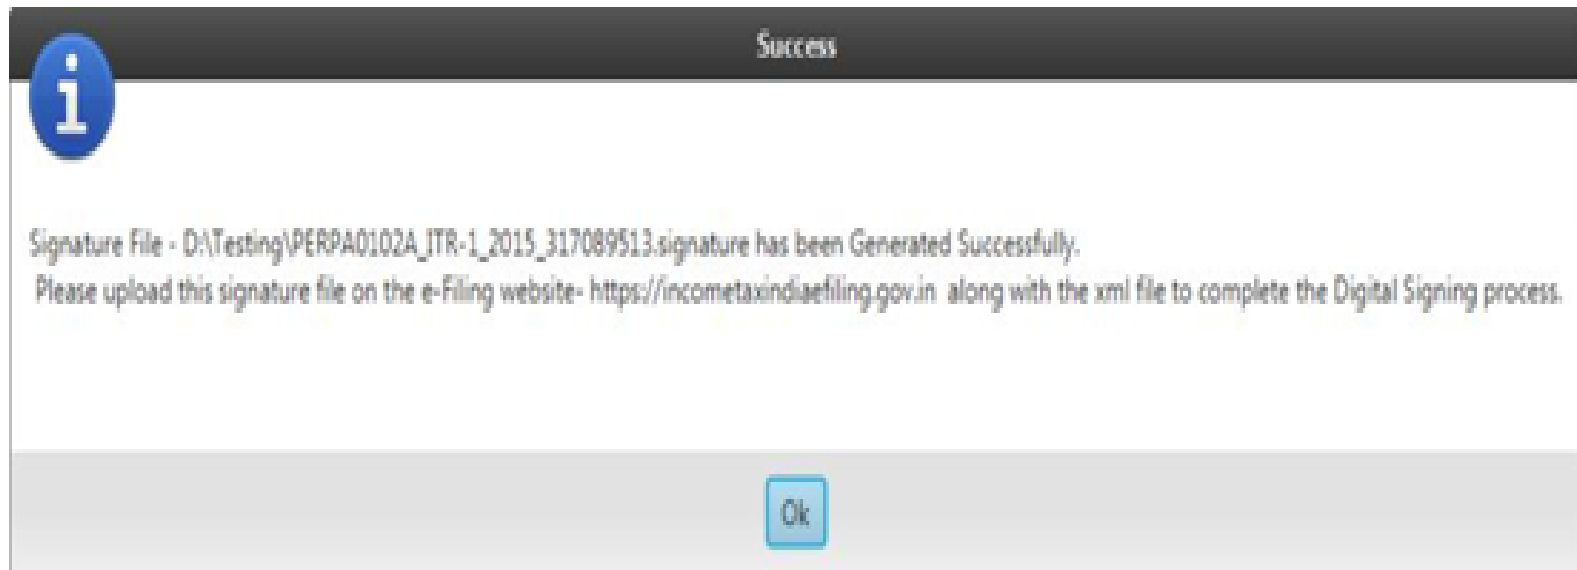 Success
i
Signature File - D:\Testing\PERPA0102A_ITR-1_2015_317089513.signature has been Generated Successfully.
Please upload this signature file on the e-Filing website- https://incometaxindiaefiling.gov.in along with the xml file to complete the Digital Signing process.
Ok